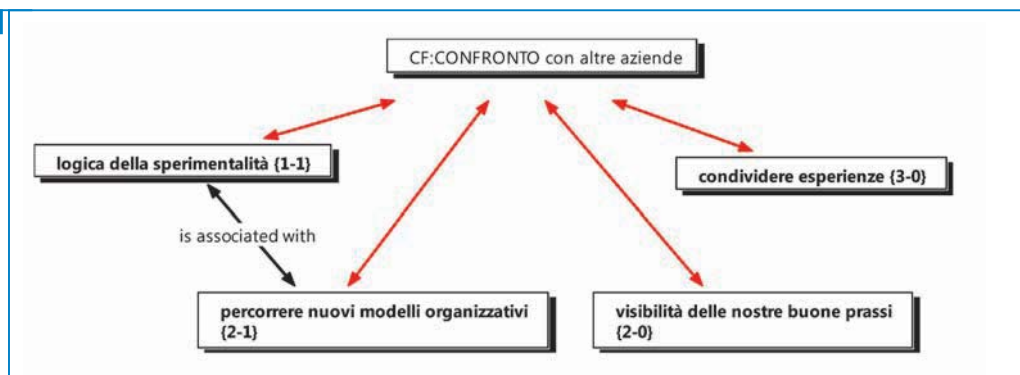 CF:CONFRONTO con altre aziende
logica della sperimentalità {1-1}
condividere esperienze {3-0}
is associated with
percorrere nuovi modelli organizzativi
{2-1}
visibilità delle nostre buone prassi
{2-0}